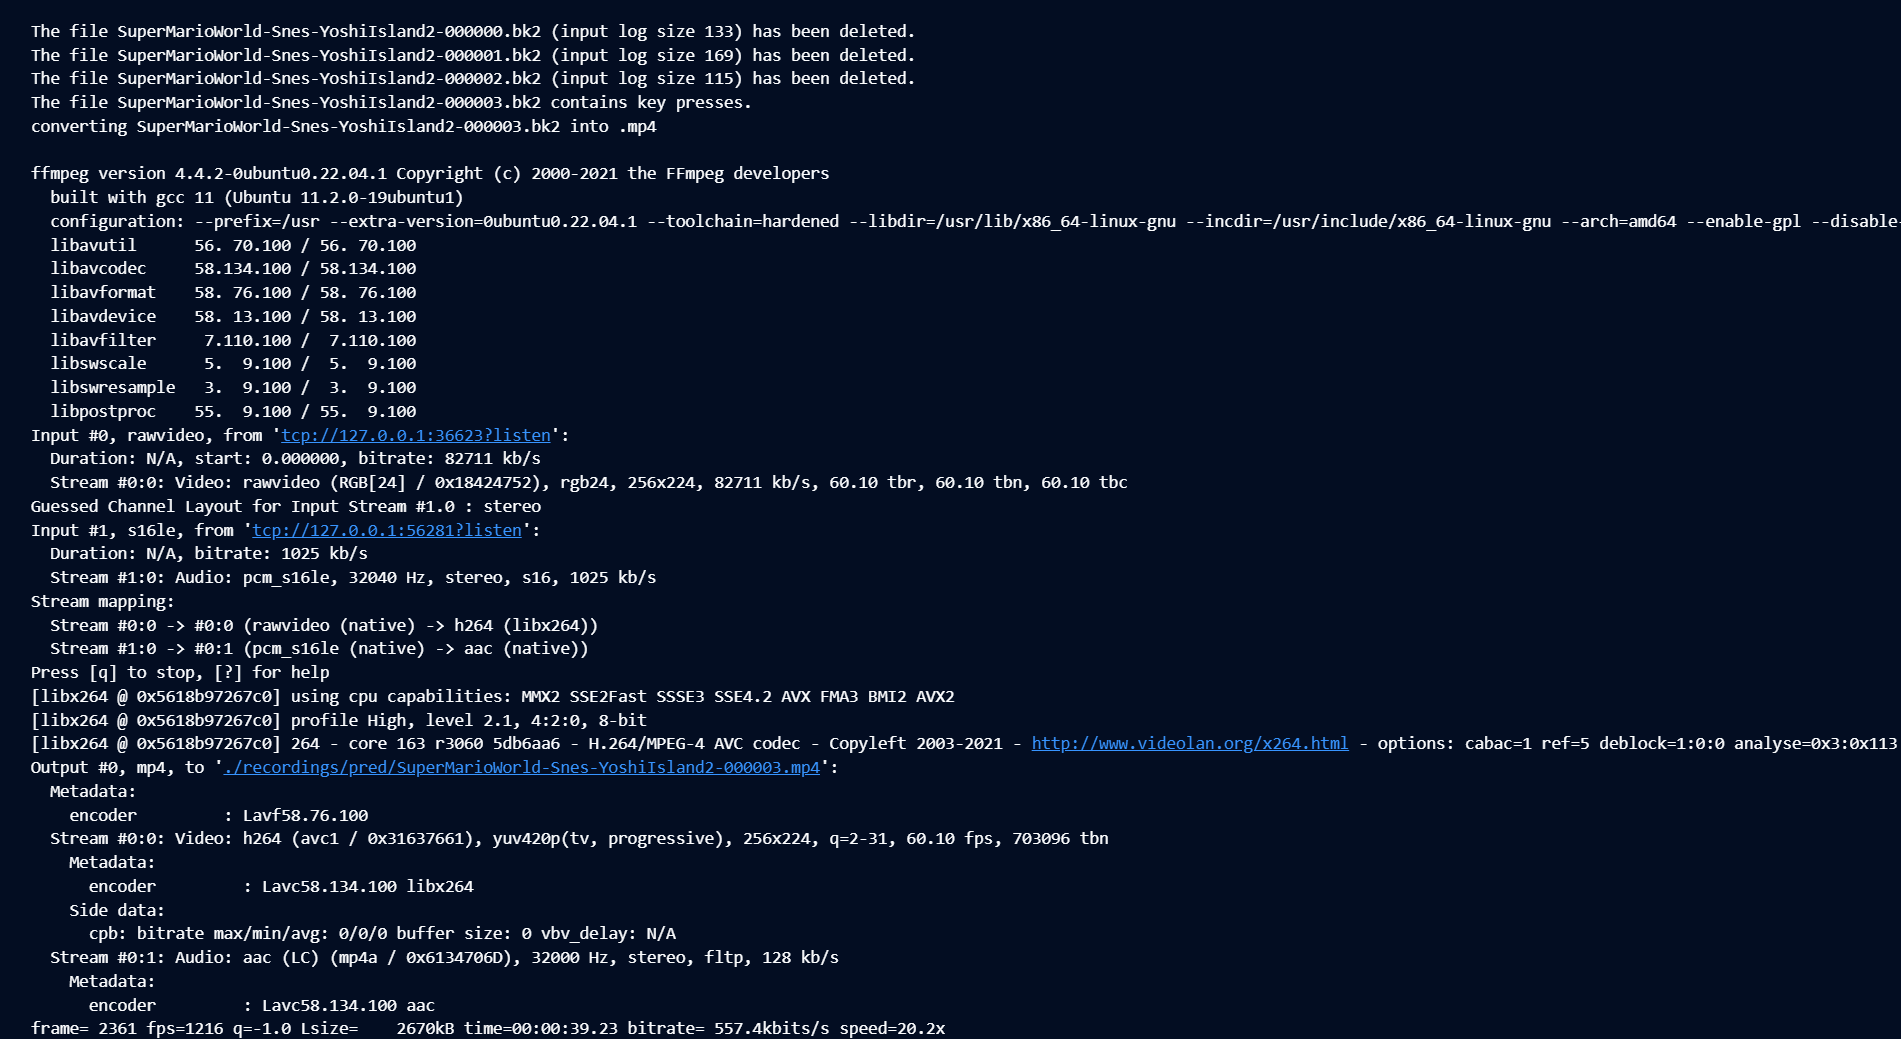 The file SuperMarioWorld-Snes-YoshiIsland2-000000.bk2 (input log size 133) has been deleted.
The file SuperMarioWorld-Snes-YoshiIsland2-000001.bk2 (input log size 169) has been deleted.
The file SuperMarioWorld-Snes-YoshiIsland2-000002.bk2 (input log size 115) has been deleted.
The file SuperMarioWorld-Snes-YoshiIsland2-000003.bk2 contains key presses.
converting SuperMarioWorld-Snes-YoshiIsland2-000003.bk2 into .mp4

ffmpeg version 4.4.2-0ubuntu0.22.04.1 Copyright (c) 2000-2021 the FFmpeg developers
  built with gcc 11 (Ubuntu 11.2.0-19ubuntu1)
  configuration: --prefix=/usr --extra-version=0ubuntu0.22.04.1 --toolchain=hardened --libdir=/usr/lib/x86_64-linux-gnu --incdir=/usr/include/x86_64-linux-gnu --arch=amd64 --enable-gpl --disable-
  libavutil      56. 70.100 / 56. 70.100
  libavcodec     58.134.100 / 58.134.100
  libavformat    58. 76.100 / 58. 76.100
  libavdevice    58. 13.100 / 58. 13.100
  libavfilter     7.110.100 /  7.110.100
  libswscale      5.  9.100 /  5.  9.100
  libswresample   3.  9.100 /  3.  9.100
  libpostproc    55.  9.100 / 55.  9.100
Input #0, rawvideo, from 'tcp://127.0.0.1:36623?listen':
  Duration: N/A, start: 0.000000, bitrate: 82711 kb/s
  Stream #0:0: Video: rawvideo (RGB[24] / 0x18424752), rgb24, 256x224, 82711 kb/s, 60.10 tbr, 60.10 tbn, 60.10 tbc
Guessed Channel Layout for Input Stream #1.0 : stereo
Input #1, s16le, from 'tcp://127.0.0.1:56281?listen':
  Duration: N/A, bitrate: 1025 kb/s
  Stream #1:0: Audio: pcm_s16le, 32040 Hz, stereo, s16, 1025 kb/s
Stream mapping:
  Stream #0:0 -> #0:0 (rawvideo (native) -> h264 (libx264))
  Stream #1:0 -> #0:1 (pcm_s16le (native) -> aac (native))
Press [q] to stop, [?] for help
[libx264 @ 0x5618b97267c0] using cpu capabilities: MMX2 SSE2Fast SSSE3 SSE4.2 AVX FMA3 BMI2 AVX2
[libx264 @ 0x5618b97267c0] profile High, level 2.1, 4:2:0, 8-bit
[libx264 @ 0x5618b97267c0] 264 - core 163 r3060 5db6aa6 - H.264/MPEG-4 AVC codec - Copyleft 2003-2021 - http://www.videolan.org/x264.html - options: cabac=1 ref=5 deblock=1:0:0 analyse=0x3:0x113
Output #0, mp4, to './recordings/pred/SuperMarioWorld-Snes-YoshiIsland2-000003.mp4':
  Metadata:
    encoder         : Lavf58.76.100
  Stream #0:0: Video: h264 (avc1 / 0x31637661), yuv420p(tv, progressive), 256x224, q=2-31, 60.10 fps, 703096 tbn
    Metadata:
      encoder         : Lavc58.134.100 libx264
    Side data:
      cpb: bitrate max/min/avg: 0/0/0 buffer size: 0 vbv_delay: N/A
  Stream #0:1: Audio: aac (LC) (mp4a / 0x6134706D), 32000 Hz, stereo, fltp, 128 kb/s
    Metadata:
      encoder         : Lavc58.134.100 aac
frame= 2361 fps=1216 q=-1.0 Lsize=    2670kB time=00:00:39.23 bitrate= 557.4kbits/s speed=20.2x